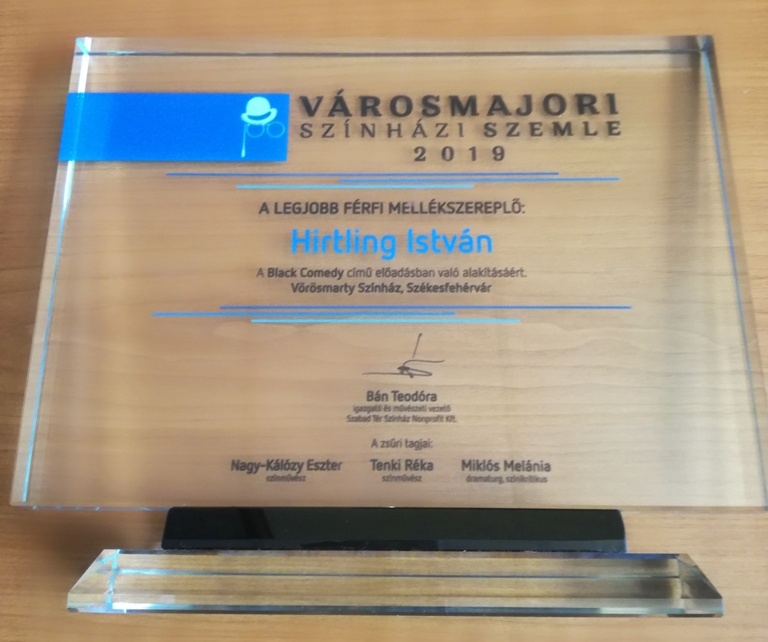 VÁROSMAJORI
SZÍNHÁZI SZEMLE
2019
A LEGJOBB FÉRFI MELLÉKSZEREPLŐ:
Hirtling István
A Black Comedy című előadásban való alakításáért.
Vörösmarty Színház, Székesfehérvár
Bán Teodóra
igazgató és művészeti vezető
Szabad Tér Színház Nonprofit Kft.
A zsűri tagjai:
Nagy-Kálózy Eszter Tenki Réka Miklós Melánia
színművész színművész dramaturg, színikritikus